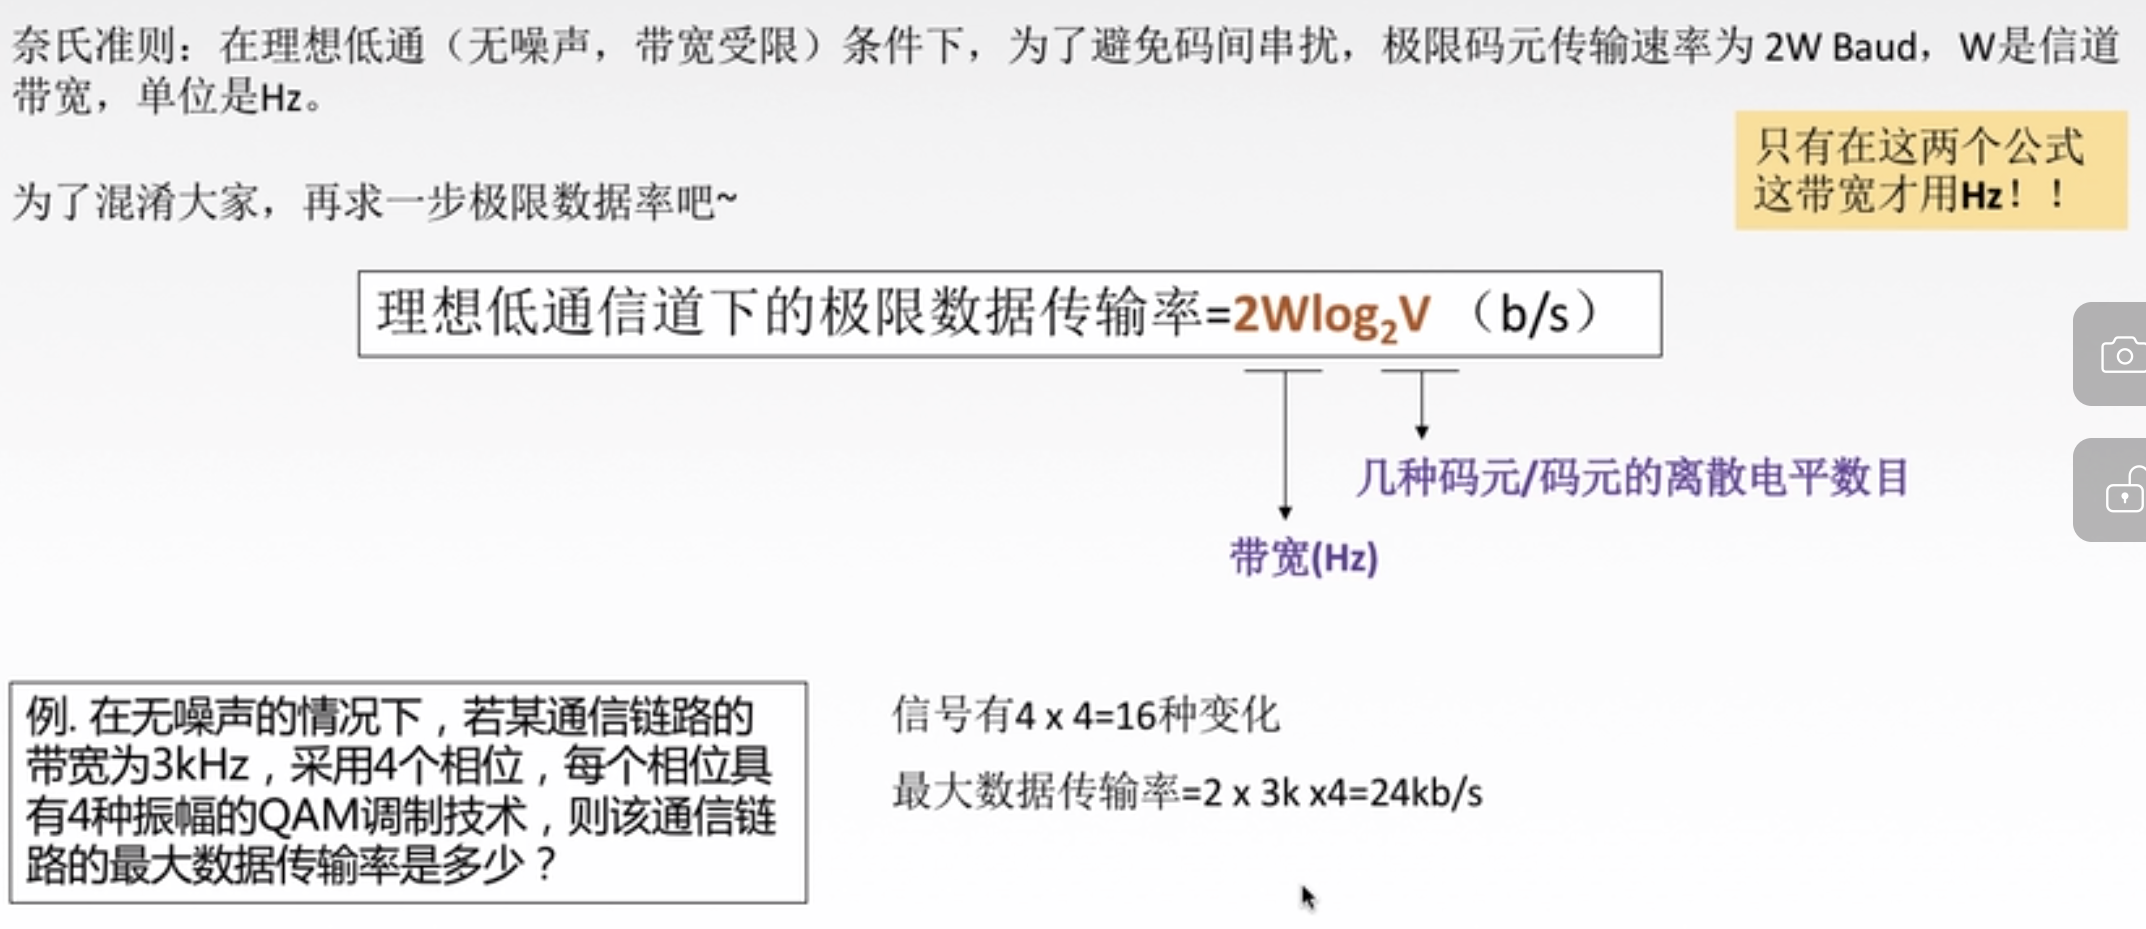 奈氏准则：在理想低通（无噪声，带宽受限）条件下，为了避免码间串扰，极限码元传输速率为 2W Baud，W是信道
带宽，单位是Hz。
只有在这两个公式
这带宽才用Hz！！
为了混淆大家，再求一步极限数据率吧~
理想低通信道下的极限数据传输率=2Wlog₂V （b/s）
几种码元/码元的离散电平数目
带宽(Hz)
例. 在无噪声的情况下，若某通信链路的
带宽为3kHz，采用4个相位，每个相位具
有4种振幅的QAM调制技术，则该通信链
路的最大数据传输率是多少？
信号有4 x 4=16种变化
最大数据传输率=2 x 3k x4=24kb/s